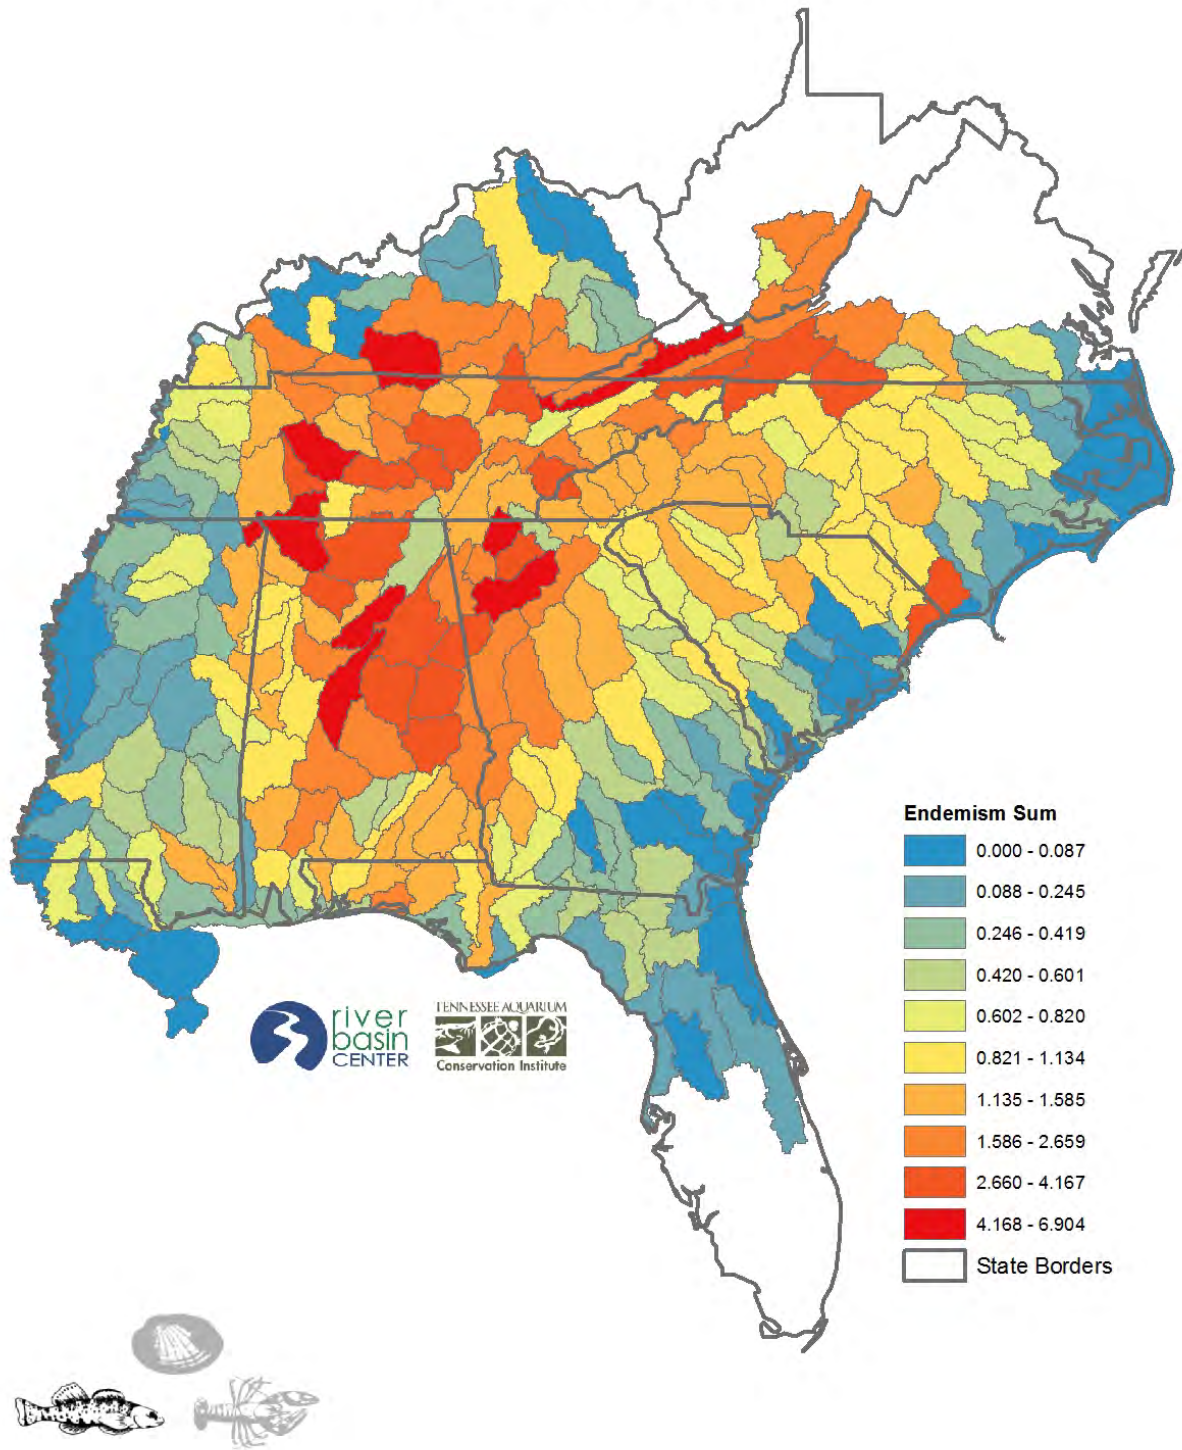 Endemism Sum
0.000 - 0.087
0.088 - 0.245
0.246 - 0.419
0.420 - 0.601
0.602 - 0.820
0.821 - 1.134
1.135 - 1.585
1.586 - 2.659
2.660 - 4.167
4.168 - 6.904
State Borders
river
basin
CENTER
TENNESSEE AQUARIUM
Conservation Institute